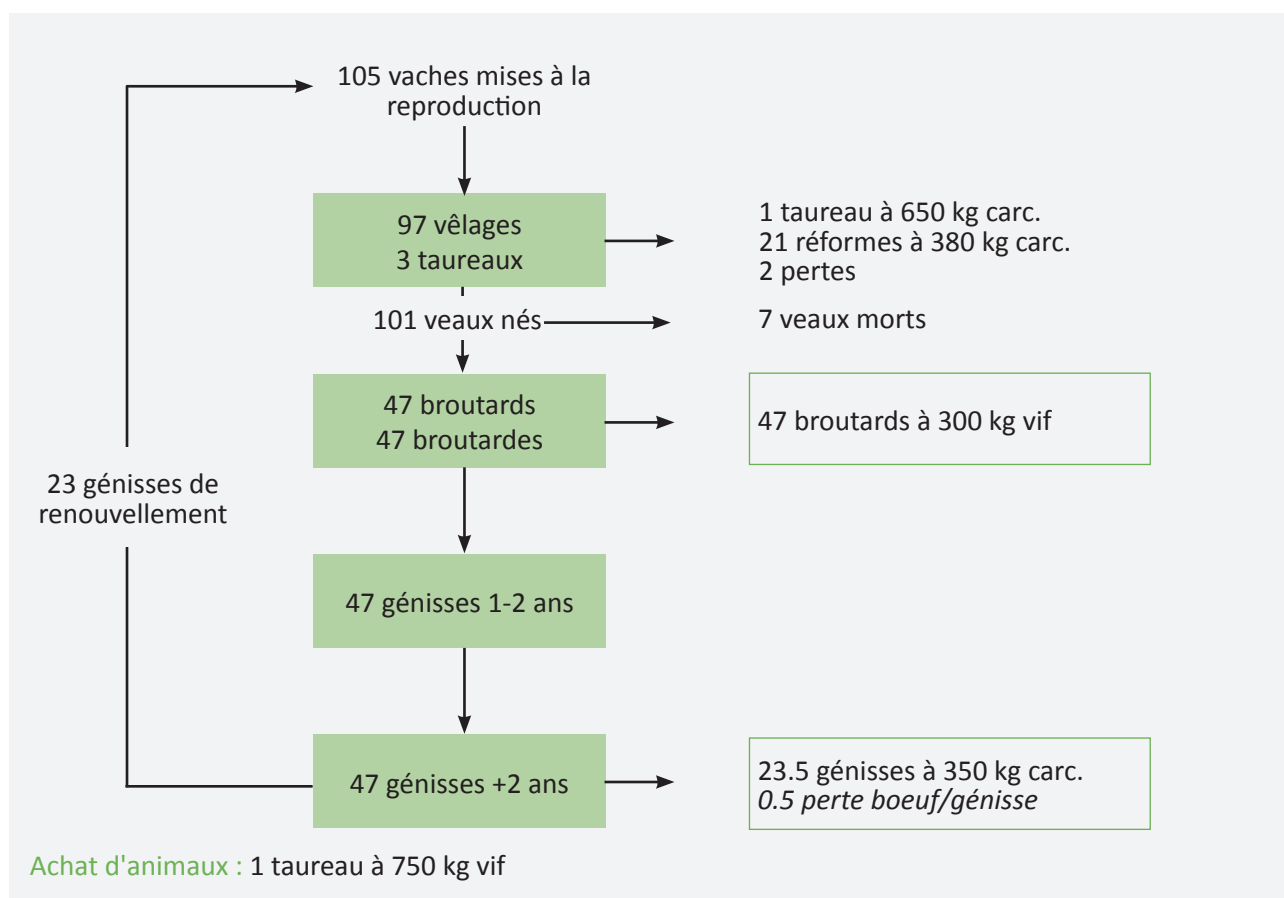 105 vaches mises à la
reproduction
97 vêlages
3 taureaux
1 taureau à 650 kg carc.
21 réformes à 380 kg carc.
2 pertes
101 veaux nés
7 veaux morts
47 broutards
47 broutardes
47 broutards à 300 kg vif
23 génisses de
renouvellement
47 génisses 1-2 ans
47 génisses +2 ans
23.5 génisses à 350 kg carc.
0.5 perte boeuf/génisse
Achat d'animaux : 1 taureau à 750 kg vif